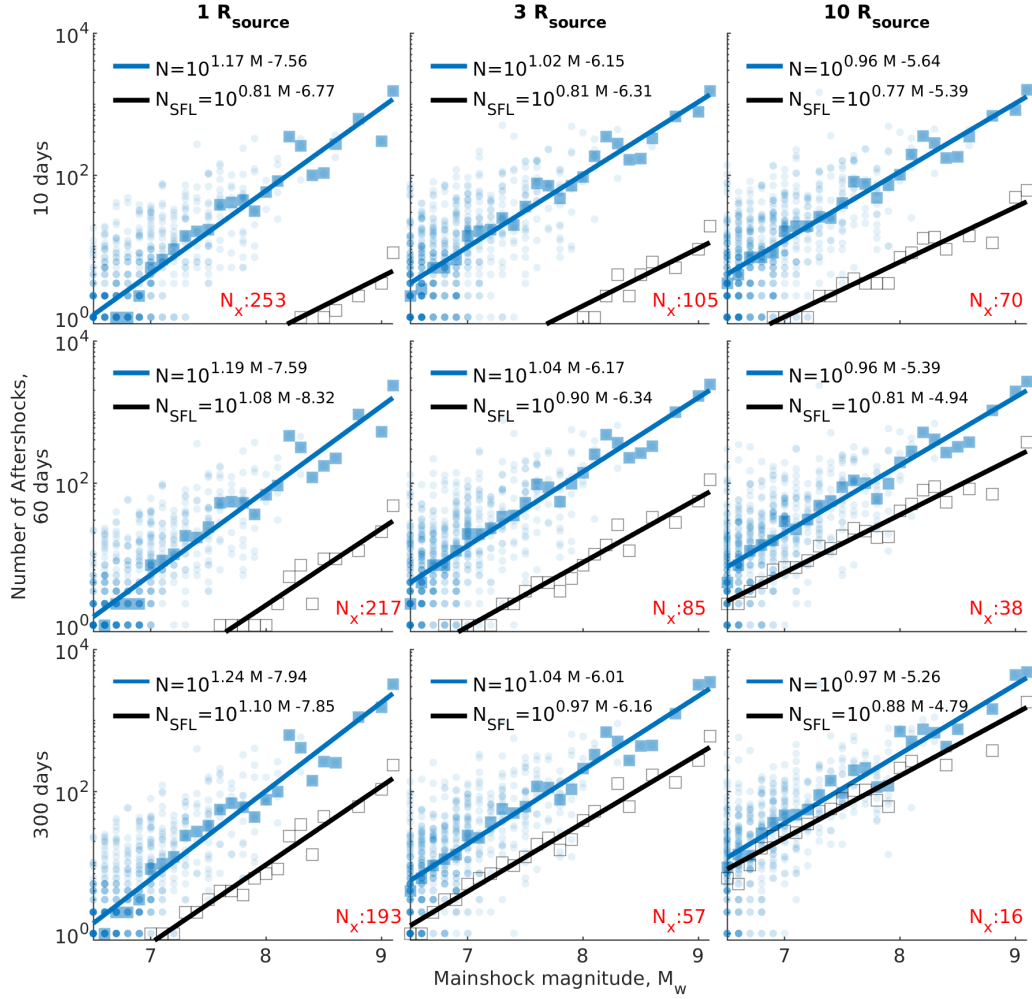 1 R_source 3 R_source 10 R_source
10^4
N=10^1.17 M -7.56 N=10^1.02 M -6.15 N=10^0.96 M -5.64
N_SFL=10^0.81 M -6.77 N_SFL=10^0.81 M -6.31 N_SFL=10^0.77 M -5.39
10 days
10^2
N_x:253 N_x:105 N_x:70
10^0
10^4
N=10^1.19 M -7.59 N=10^1.04 M -6.17 N=10^0.96 M -5.39
N_SFL=10^1.08 M -8.32 N_SFL=10^0.90 M -6.34 N_SFL=10^0.81 M -4.94
Number of Aftershocks,
60 days
10^2
N_x:217 N_x:85 N_x:38
10^0
10^4
N=10^1.24 M -7.94 N=10^1.04 M -6.01 N=10^0.97 M -5.26
N_SFL=10^1.10 M -7.85 N_SFL=10^0.97 M -6.16 N_SFL=10^0.88 M -4.79
300 days
10^2
N_x:193 N_x:57 N_x:16
10^0
7 8 9 7 8 9 7 8 9
Mainshock magnitude, M_w